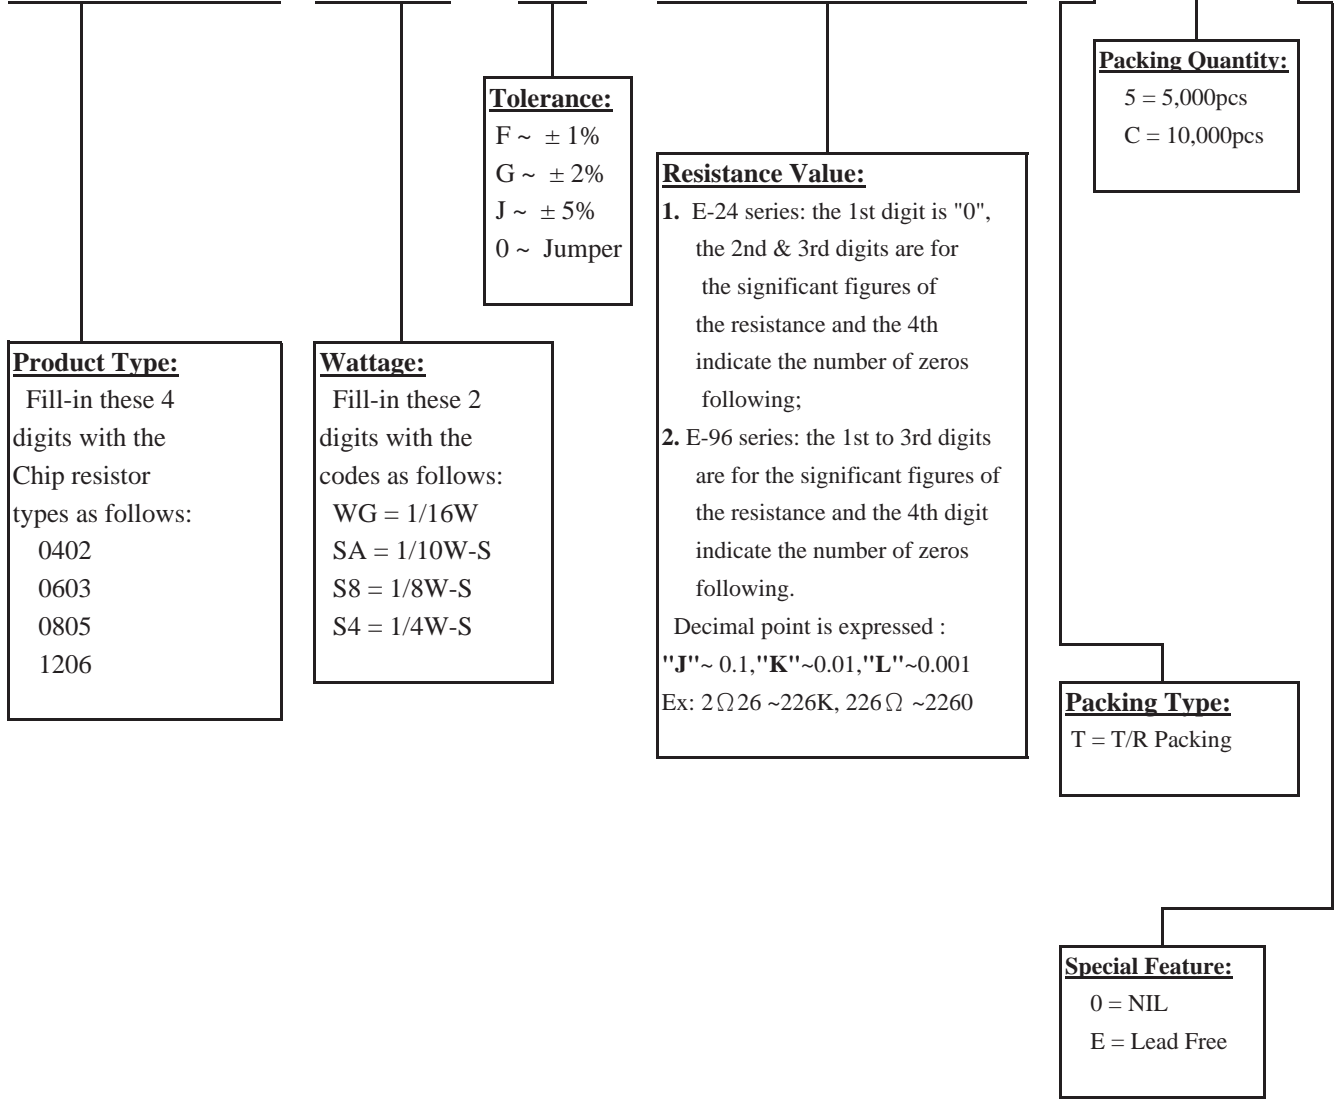 Packing Quantity:
5 = 5,000pcs
C = 10,000pcs
Tolerance:
F ~ ± 1%
G ~ ± 2%
J ~ ± 5%
0 ~ Jumper
Resistance Value:
1. E-24 series: the 1st digit is "0",
the 2nd & 3rd digits are for
the significant figures of
the resistance and the 4th
indicate the number of zeros
following;
2. E-96 series: the 1st to 3rd digits
are for the significant figures of
the resistance and the 4th digit
indicate the number of zeros
following.
Decimal point is expressed :
"J"~ 0.1,"K"~0.01,"L"~0.001
Ex: 2Ω26 ~226K, 226Ω ~2260
Product Type:
Fill-in these 4
digits with the
Chip resistor
types as follows:
0402
0603
0805
1206
Wattage:
Fill-in these 2
digits with the
codes as follows:
WG = 1/16W
SA = 1/10W-S
S8 = 1/8W-S
S4 = 1/4W-S
Packing Type:
T = T/R Packing
Special Feature:
0 = NIL
E = Lead Free